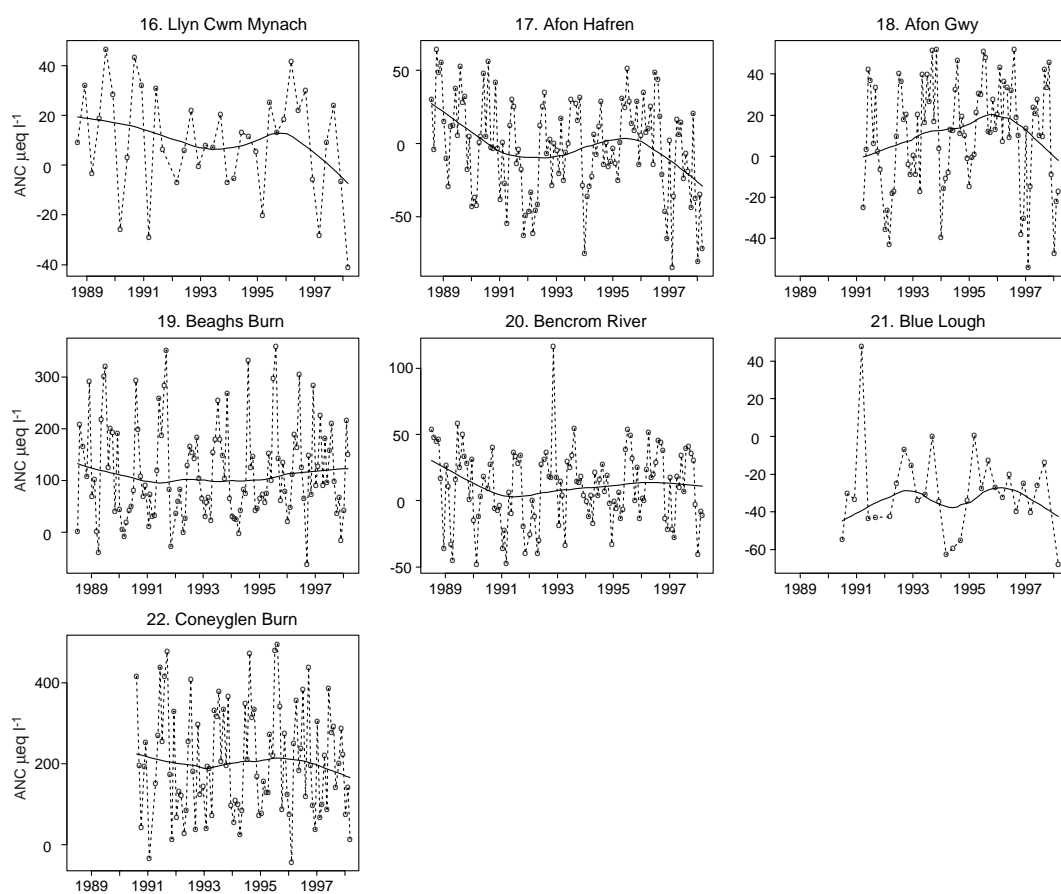 16. Llyn Cwm Mynach
17. Afon Hafren
18. Afon Gwy
ANC μeq l-1
40
20
0
-20
-40
50
0
-50
40
20
0
-20
-40
1989 1991 1993 1995 1997
1989 1991 1993 1995 1997
1989 1991 1993 1995 1997
19. Beaghs Burn
20. Bencrom River
21. Blue Lough
ANC μeq l-1
300
200
100
0
100
50
0
-50
40
20
0
-20
-40
-60
1989 1991 1993 1995 1997
1989 1991 1993 1995 1997
1989 1991 1993 1995 1997
22. Coneyglen Burn
ANC μeq l-1
400
200
0
1989 1991 1993 1995 1997